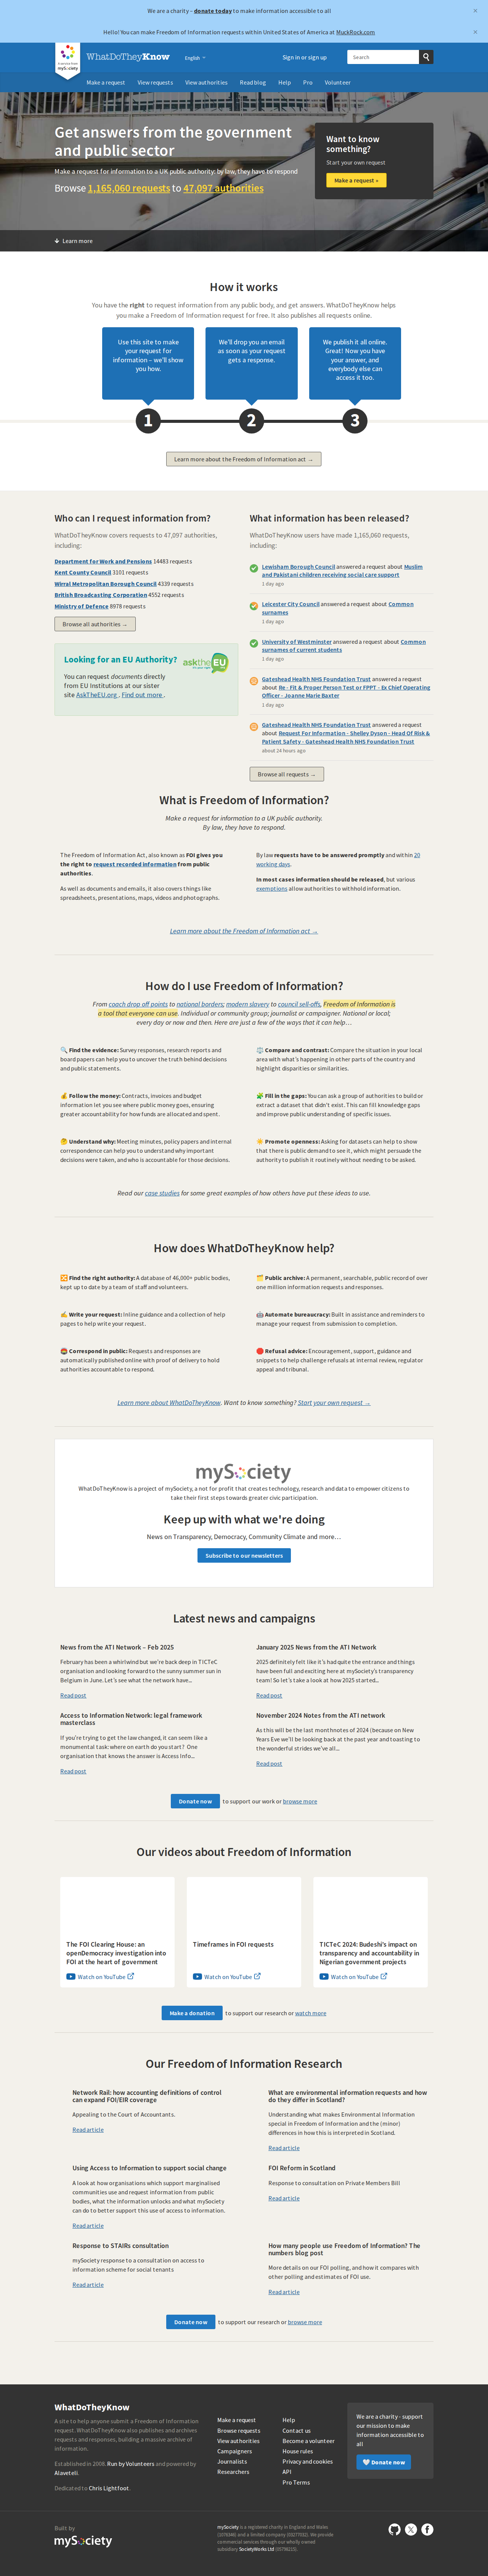 We are a charity – donate today to make information accessible to all
×
Hello! You can make Freedom of Information requests within United States of America at MuckRock.com
×
mySociety
WhatDoTheyKnow
English
Sign in or sign up
Search
Make a request
View requests
View authorities
Read blog
Help
Pro
Volunteer
Get answers from the government
and public sector
Make a request for information to a UK public authority: by law, they have to respond
Browse 1,165,060 requests to 47,097 authorities
Want to know
something?
Start your own request
Make a request »
Learn more
How it works
You have the right to request information from any public body, and get answers. WhatDoTheyKnow helps
you make a Freedom of Information request for free. It also publishes all requests online.
Use this site to make
your request for
information – we'll show
you how.
We'll drop you an email
as soon as your request
gets a response.
We publish it all online.
Great! Now you have
your answer, and
everybody else can
access it too.
1
2
3
Learn more about the Freedom of Information act →
Who can I request information from?
WhatDoTheyKnow covers requests to 47,097 authorities,
including:
Department for Work and Pensions 14483 requests
Kent County Council 3101 requests
Wirral Metropolitan Borough Council 4339 requests
British Broadcasting Corporation 4552 requests
Ministry of Defence 8978 requests
Browse all authorities →
Looking for an EU Authority?
You can request documents directly
from EU Institutions at our sister
site AskTheEU.org . Find out more .
asktheEU
What information has been released?
WhatDoTheyKnow users have made 1,165,060 requests,
including:
Lewisham Borough Council answered a request about Muslim
and Pakistani children receiving social care support
1 day ago
Leicester City Council answered a request about Common
surnames
1 day ago
University of Westminster answered a request about Common
surnames of current students
1 day ago
Gateshead Health NHS Foundation Trust answered a request
about Re - Fit & Proper Person Test or FPPT - Ex Chief Operating
Officer - Joanne Marie Baxter
1 day ago
Gateshead Health NHS Foundation Trust answered a request
about Request For Information - Shelley Dyson - Head Of Risk &
Patient Safety - Gateshead Health NHS Foundation Trust
about 24 hours ago
Browse all requests →
What is Freedom of Information?
Make a request for information to a UK public authority.
By law, they have to respond.
The Freedom of Information Act, also known as FOI gives you
the right to request recorded information from public
authorities.
As well as documents and emails, it also covers things like
spreadsheets, presentations, maps, videos and photographs.
By law requests have to be answered promptly and within 20
working days.
In most cases information should be released, but various
exemptions allow authorities to withhold information.
Learn more about the Freedom of Information act →
How do I use Freedom of Information?
From coach drop off points to national borders; modern slavery to council sell-offs, Freedom of Information is
a tool that everyone can use. Individual or community group; journalist or campaigner. National or local;
every day or now and then. Here are just a few of the ways that it can help…
🔍 Find the evidence: Survey responses, research reports and
board papers can help you to uncover the truth behind decisions
and public statements.
⚖️ Compare and contrast: Compare the situation in your local
area with what's happening in other parts of the country and
highlight disparities or similarities.
💰 Follow the money: Contracts, invoices and budget
information let you see where public money goes, ensuring
greater accountability for how funds are allocated and spent.
🧩 Fill in the gaps: You can ask a group of authorities to build or
extract a dataset that didn't exist. This can fill knowledge gaps
and improve public understanding of specific issues.
🤔 Understand why: Meeting minutes, policy papers and internal
correspondence can help you to understand why important
decisions were taken, and who is accountable for those decisions.
☀️ Promote openness: Asking for datasets can help to show
that there is public demand to see it, which might persuade the
authority to publish it routinely without needing to be asked.
Read our case studies for some great examples of how others have put these ideas to use.
How does WhatDoTheyKnow help?
🔀 Find the right authority: A database of 46,000+ public bodies,
kept up to date by a team of staff and volunteers.
🗂️ Public archive: A permanent, searchable, public record of over
one million information requests and responses.
✍️ Write your request: Inline guidance and a collection of help
pages to help write your request.
🤖 Automate bureaucracy: Built in assistance and reminders to
manage your request from submission to completion.
📮 Correspond in public: Requests and responses are
automatically published online with proof of delivery to hold
authorities accountable to respond.
🛑 Refusal advice: Encouragement, support, guidance and
snippets to help challenge refusals at internal review, regulator
appeal and tribunal.
Learn more about WhatDoTheyKnow. Want to know something? Start your own request →
mySociety
WhatDoTheyKnow is a project of mySociety, a not for profit that creates technology, research and data to empower citizens to
take their first steps towards greater civic participation.
Keep up with what we're doing
News on Transparency, Democracy, Community Climate and more…
Subscribe to our newsletters
Latest news and campaigns
News from the ATI Network – Feb 2025
February has been a whirlwind but we're back deep in TICTeC
organisation and looking forward to the sunny summer sun in
Belgium in June. Let's see what the network have...
Read post
January 2025 News from the ATI Network
2025 definitely felt like it's had quite the entrance and things
have been full and exciting here at mySociety's transparency
team! So let's take a look at how 2025 started...
Read post
Access to Information Network: legal framework
masterclass
If you're trying to get the law changed, it can seem like a
monumental task: where on earth do you start? One
organisation that knows the answer is Access Info...
Read post
November 2024 Notes from the ATI network
As this will be the last monthnotes of 2024 (because on New
Years Eve we'll be looking back at the past year and toasting to
the wonderful strides we've all...
Read post
Donate now to support our work or browse more
Our videos about Freedom of Information
The FOI Clearing House: an
openDemocracy investigation into
FOI at the heart of government
Watch on YouTube
Timeframes in FOI requests
Watch on YouTube
TICTeC 2024: Budeshi's impact on
transparency and accountability in
Nigerian government projects
Watch on YouTube
Make a donation to support our research or watch more
Our Freedom of Information Research
Network Rail: how accounting definitions of control
can expand FOI/EIR coverage
Appealing to the Court of Accountants.
Read article
What are environmental information requests and how
do they differ in Scotland?
Understanding what makes Environmental Information
special in Freedom of Information and the (minor)
differences in how this is interpreted in Scotland.
Read article
Using Access to Information to support social change
A look at how organisations which support marginalised
communities use and request information from public
bodies, what the information unlocks and what mySociety
can do to better support this use of access to information.
Read article
FOI Reform in Scotland
Response to consultation on Private Members Bill
Read article
Response to STAIRs consultation
mySociety response to a consultation on access to
information scheme for social tenants
Read article
How many people use Freedom of Information? The
numbers blog post
More details on our FOI polling, and how it compares with
other polling and estimates of FOI use.
Read article
Donate now to support our research or browse more
WhatDoTheyKnow
A site to help anyone submit a Freedom of Information
request. WhatDoTheyKnow also publishes and archives
requests and responses, building a massive archive of
information.
Established in 2008. Run by Volunteers and powered by
Alaveteli.
Dedicated to Chris Lightfoot.
Make a request
Browse requests
View authorities
Campaigners
Journalists
Researchers
Help
Contact us
Become a volunteer
House rules
Privacy and cookies
API
Pro Terms
We are a charity - support
our mission to make
information accessible to
all
🤍 Donate now
Built by
mySociety
mySociety is a registered charity in England and Wales
(1076346) and a limited company (03277032). We provide
commercial services through our wholly owned
subsidiary SocietyWorks Ltd (05798215).